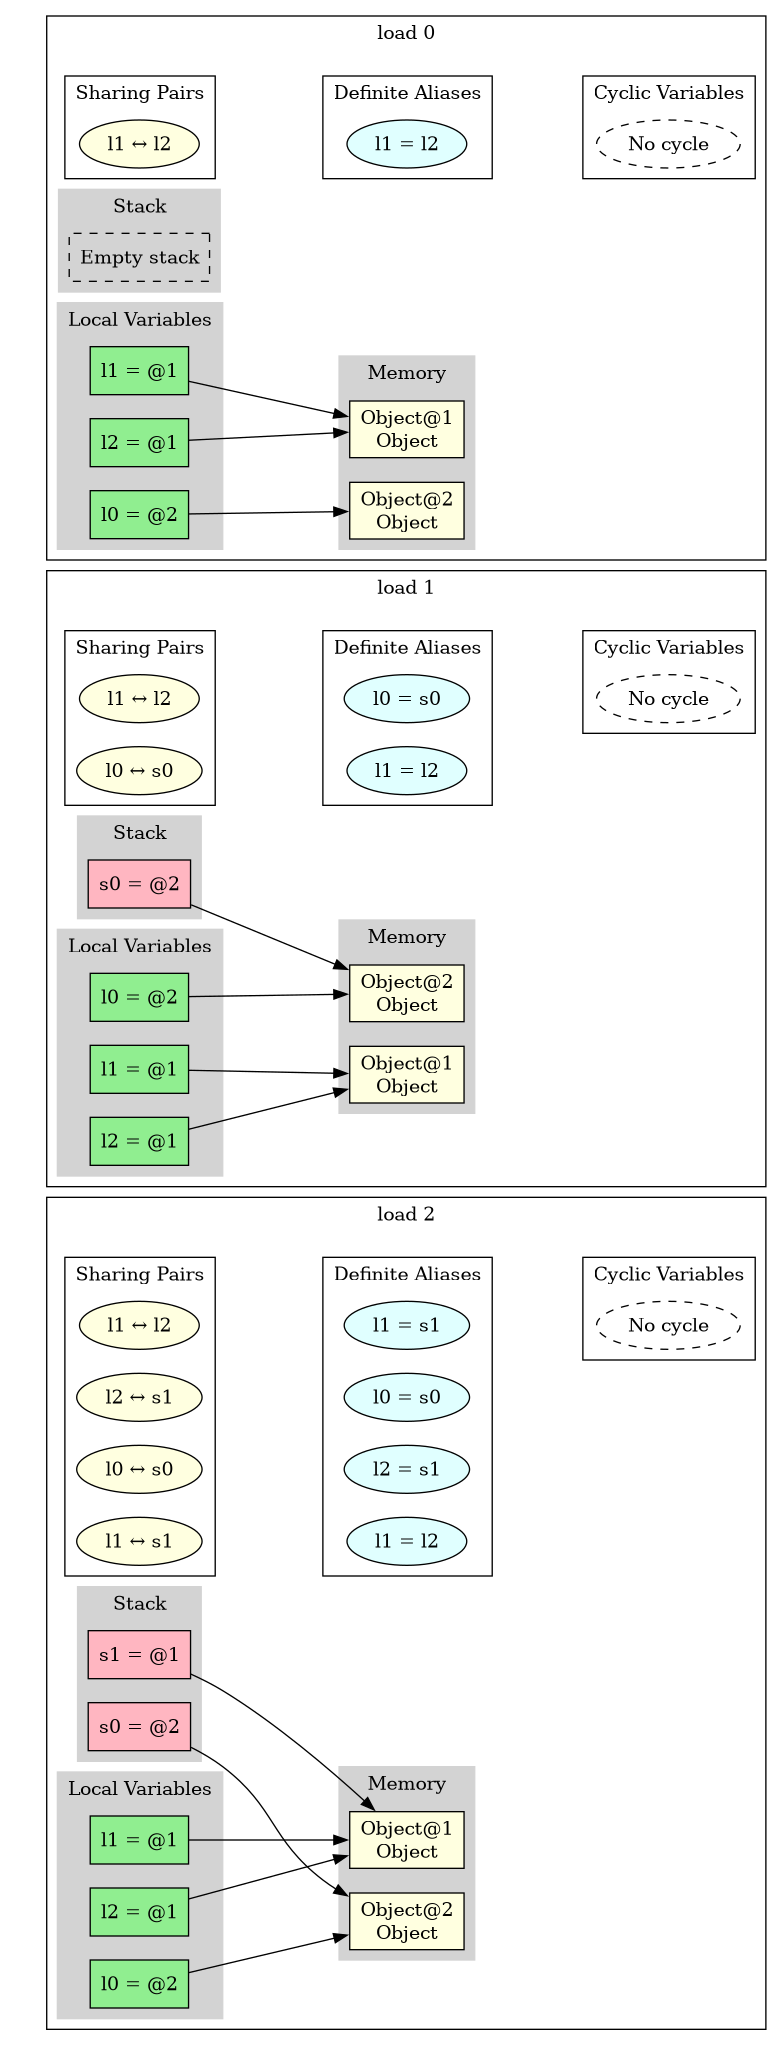 load 0
Sharing Pairs
l1 ↔ l2
Definite Aliases
l1 = l2
Cyclic Variables
No cycle
Stack
Empty stack
Local Variables
l1 = @1
l2 = @1
l0 = @2
Memory
Object@1
Object
Object@2
Object
load 1
Sharing Pairs
l1 ↔ l2
l0 ↔ s0
Definite Aliases
l0 = s0
l1 = l2
Cyclic Variables
No cycle
Stack
s0 = @2
Local Variables
l0 = @2
l1 = @1
l2 = @1
Memory
Object@2
Object
Object@1
Object
load 2
Sharing Pairs
l1 ↔ l2
l2 ↔ s1
l0 ↔ s0
l1 ↔ s1
Definite Aliases
l1 = s1
l0 = s0
l2 = s1
l1 = l2
Cyclic Variables
No cycle
Stack
s1 = @1
s0 = @2
Local Variables
l1 = @1
l2 = @1
l0 = @2
Memory
Object@1
Object
Object@2
Object